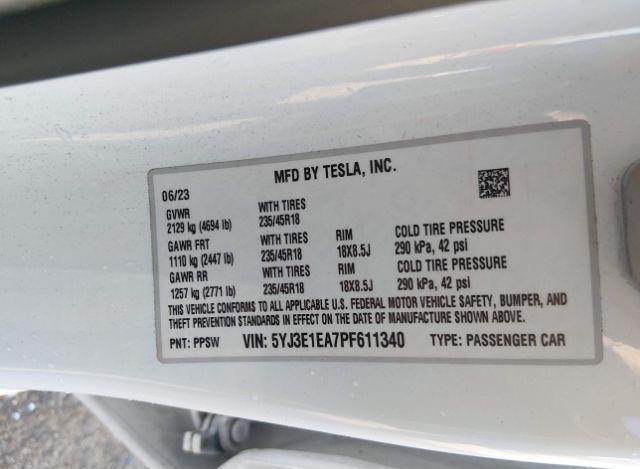 MFD BY TESLA, INC.
06/23
GVWR WITH TIRES
2129 kg (4694 lb) 235/45R18
GAWR FRT WITH TIRES RIM COLD TIRE PRESSURE
1110 kg (2447 lb) 235/45R18 18X8.5J 290 kPa, 42 psi
GAWR RR WITH TIRES RIM COLD TIRE PRESSURE
1257 kg (2771 lb) 235/45R18 18X8.5J 290 kPa, 42 psi
THIS VEHICLE CONFORMS TO ALL APPLICABLE U.S. FEDERAL MOTOR VEHICLE SAFETY, BUMPER, AND
THEFT PREVENTION STANDARDS IN EFFECT ON THE DATE OF MANUFACTURE SHOWN ABOVE.
PNT: PPSW VIN: 5YJ3E1EA7PF611340 TYPE: PASSENGER CAR